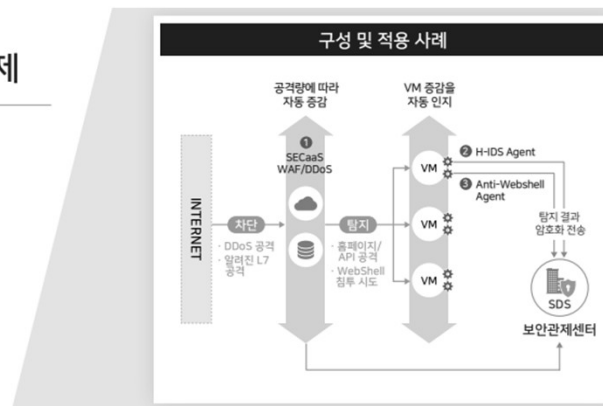 제
구성 및 적용 사례
공격량에 따라
자동 증감
VM 증감을
자동 인지
1
SECaaS
WAF/DDoS
2 H-IDS Agent
3 Anti-Webshell
Agent
VM
VM
VM
INTERNET
차단
· DDoS 공격
· 알려진 L7
공격
탐지
· 홈페이지/
API 공격
· WebShell
침투 시도
탐지 결과
암호화 전송
SDS
보안관제센터